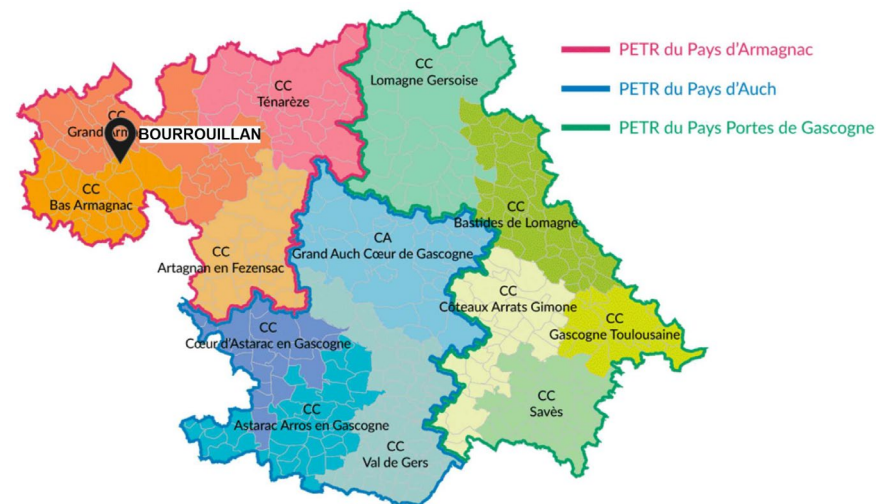 CC
Lomagne Gersoise
PETR du Pays d'Armagnac
PETR du Pays d'Auch
PETR du Pays Portes de Gascogne
CC
Ténarèze
CC
Grand
BOURROUILLAN
CC
Bas Armagnac
CC
Bastides de Lomagne
CA
Grand Auch Cœur de Gascogne
CC
Artagnan en Fezensac
CC
Côteaux Arrats Gimone
CC
Gascogne Toulousaine
CC
Cœur d'Astarac en Gascogne
CC
Savès
CC
Astarac Arros en Gascogne
CC
Val de Gers